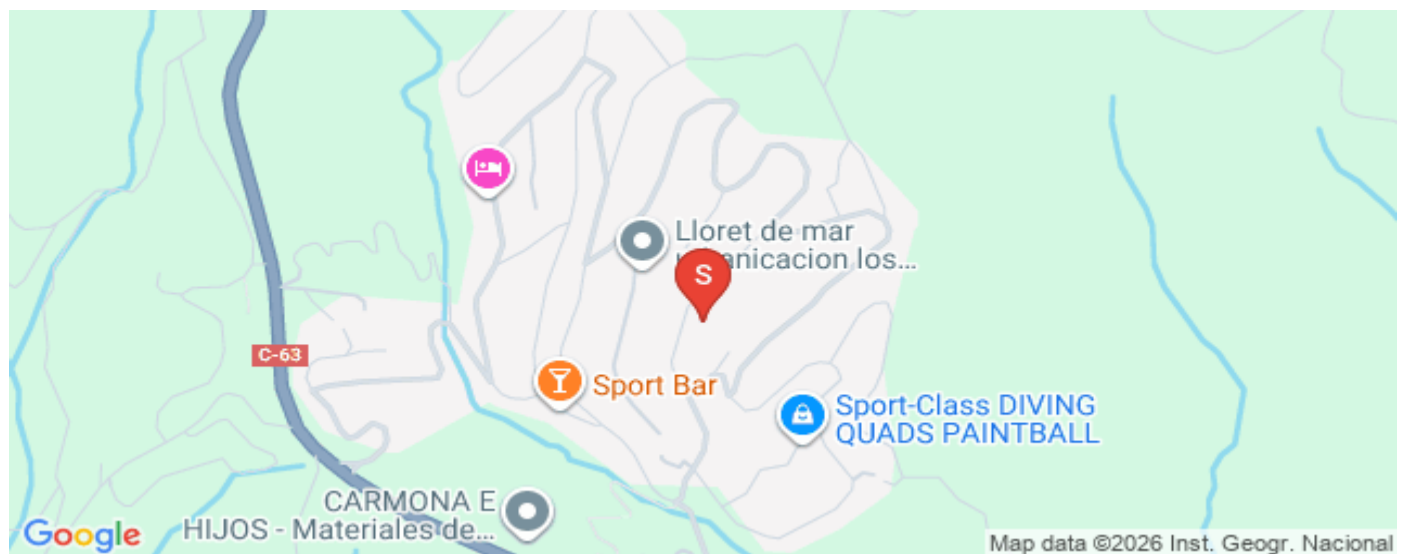 Lloret de mar
anicacion los...
S
C-63
Sport Bar
Sport-Class DIVING
QUADS PAINTBALL
CARMONA E
HIJOS - Materiales de...
Google
Map data ©2026 Inst. Geogr. Nacional